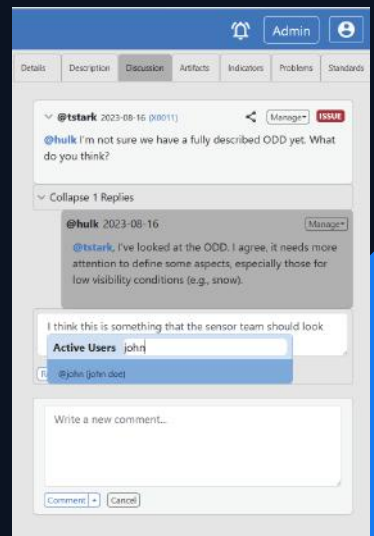 Admin
Details Description Discussion Artifacts Indicators Problems Standards
@tstark 2023-08-16 (X0011) Manage ISSUE
@hulk I'm not sure we have a fully described ODD yet. What
do you think?
Collapse 1 Replies
@hulk 2023-08-16 Manage
@tstark, I've looked at the ODD. I agree, it needs more
attention to define some aspects, especially those for
low visibility conditions (e.g., snow).
I think this is something that the sensor team should look
Active Users john
@john (john doe)
Write a new comment...
Comment Cancel